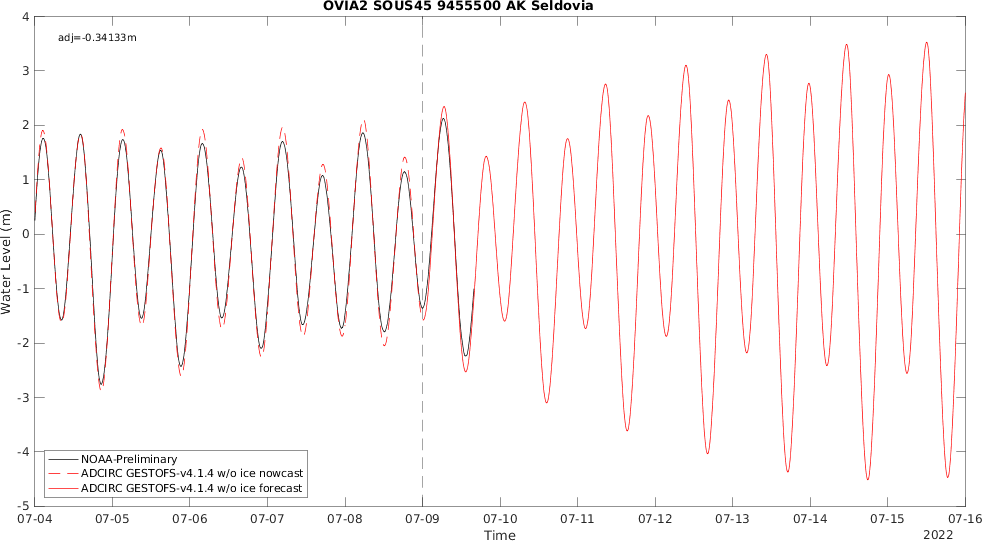 OVIA2 SOUS45 9455500 AK Seldovia
adj=-0.34133m
4
3
2
1
0
-1
-2
-3
-4
-5
Water Level (m)
NOAA-Preliminary
ADCIRC GESTOFS-v4.1.4 w/o ice nowcast
ADCIRC GESTOFS-v4.1.4 w/o ice forecast
07-04 07-05 07-06 07-07 07-08 07-09 07-10 07-11 07-12 07-13 07-14 07-15 07-16
Time
2022